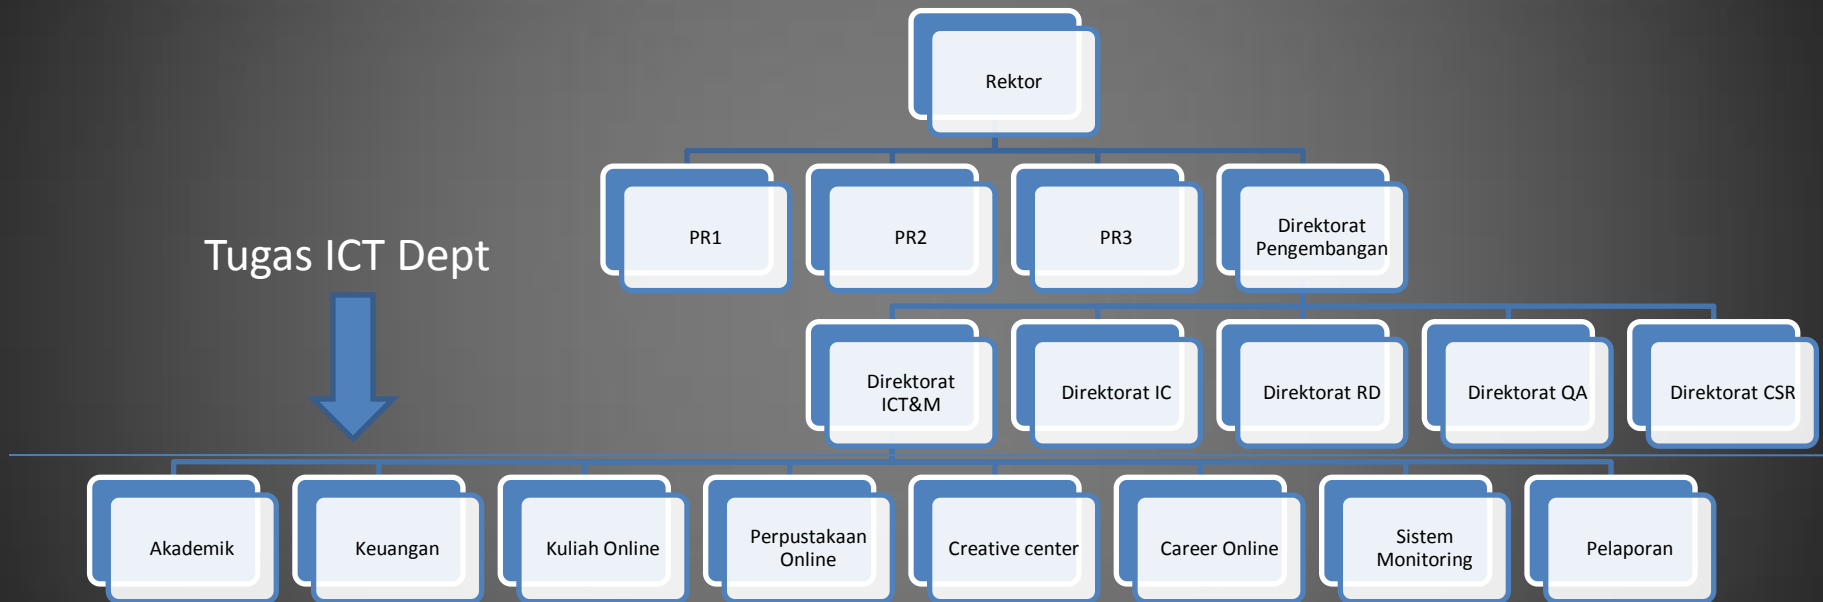 Rektor
PR1
PR2
PR3
Direktorat
Pengembangan
Tugas ICT Dept
Direktorat
ICT&M
Direktorat IC
Direktorat RD
Direktorat QA
Direktorat CSR
Akademik
Keuangan
Kuliah Online
Perpustakaan
Online
Creative center
Career Online
Sistem
Monitoring
Pelaporan